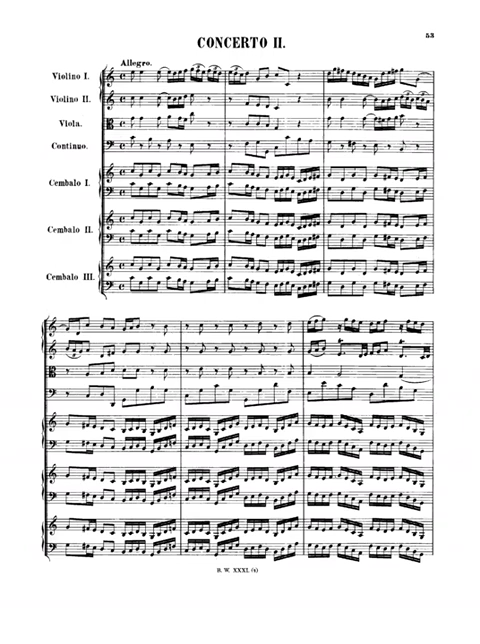 53
CONCERTO II.
Allegro.
Violino I.
Violino II.
Viola.
Continuo.
Cembalo I.
Cembalo II.
Cembalo III.
B. W. XXXI. (3)